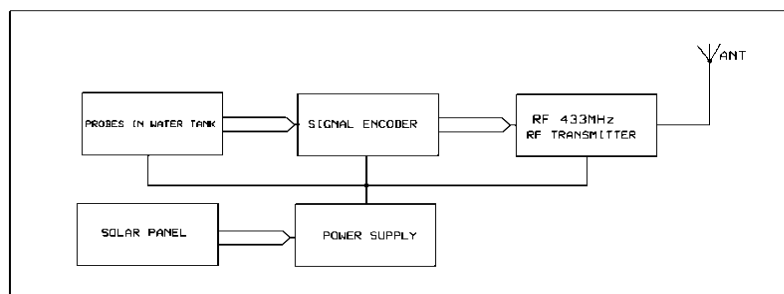 ANT
PROBES IN WATER TANK
SIGNAL ENCODER
RF 433MHz
RF TRANSMITTER
SOLAR PANEL
POWER SUPPLY